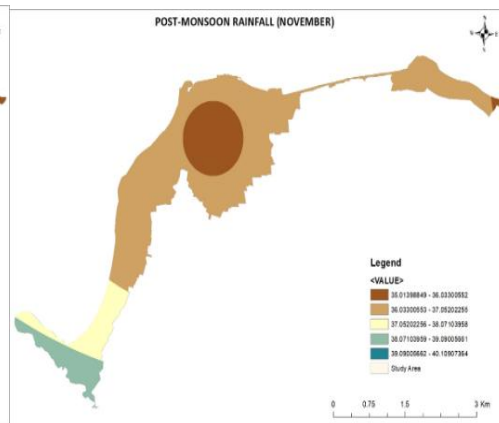 POST-MONSOON RAINFALL (NOVEMBER)
N
W E
S
Legend
<VALUE>
35.01398849 - 36.03300552
36.03300553 - 37.05202255
37.05202256 - 38.07103958
38.07103959 - 39.09005661
39.09005662 - 40.10907364
Study Area
0 0.75 1.5 3 Km